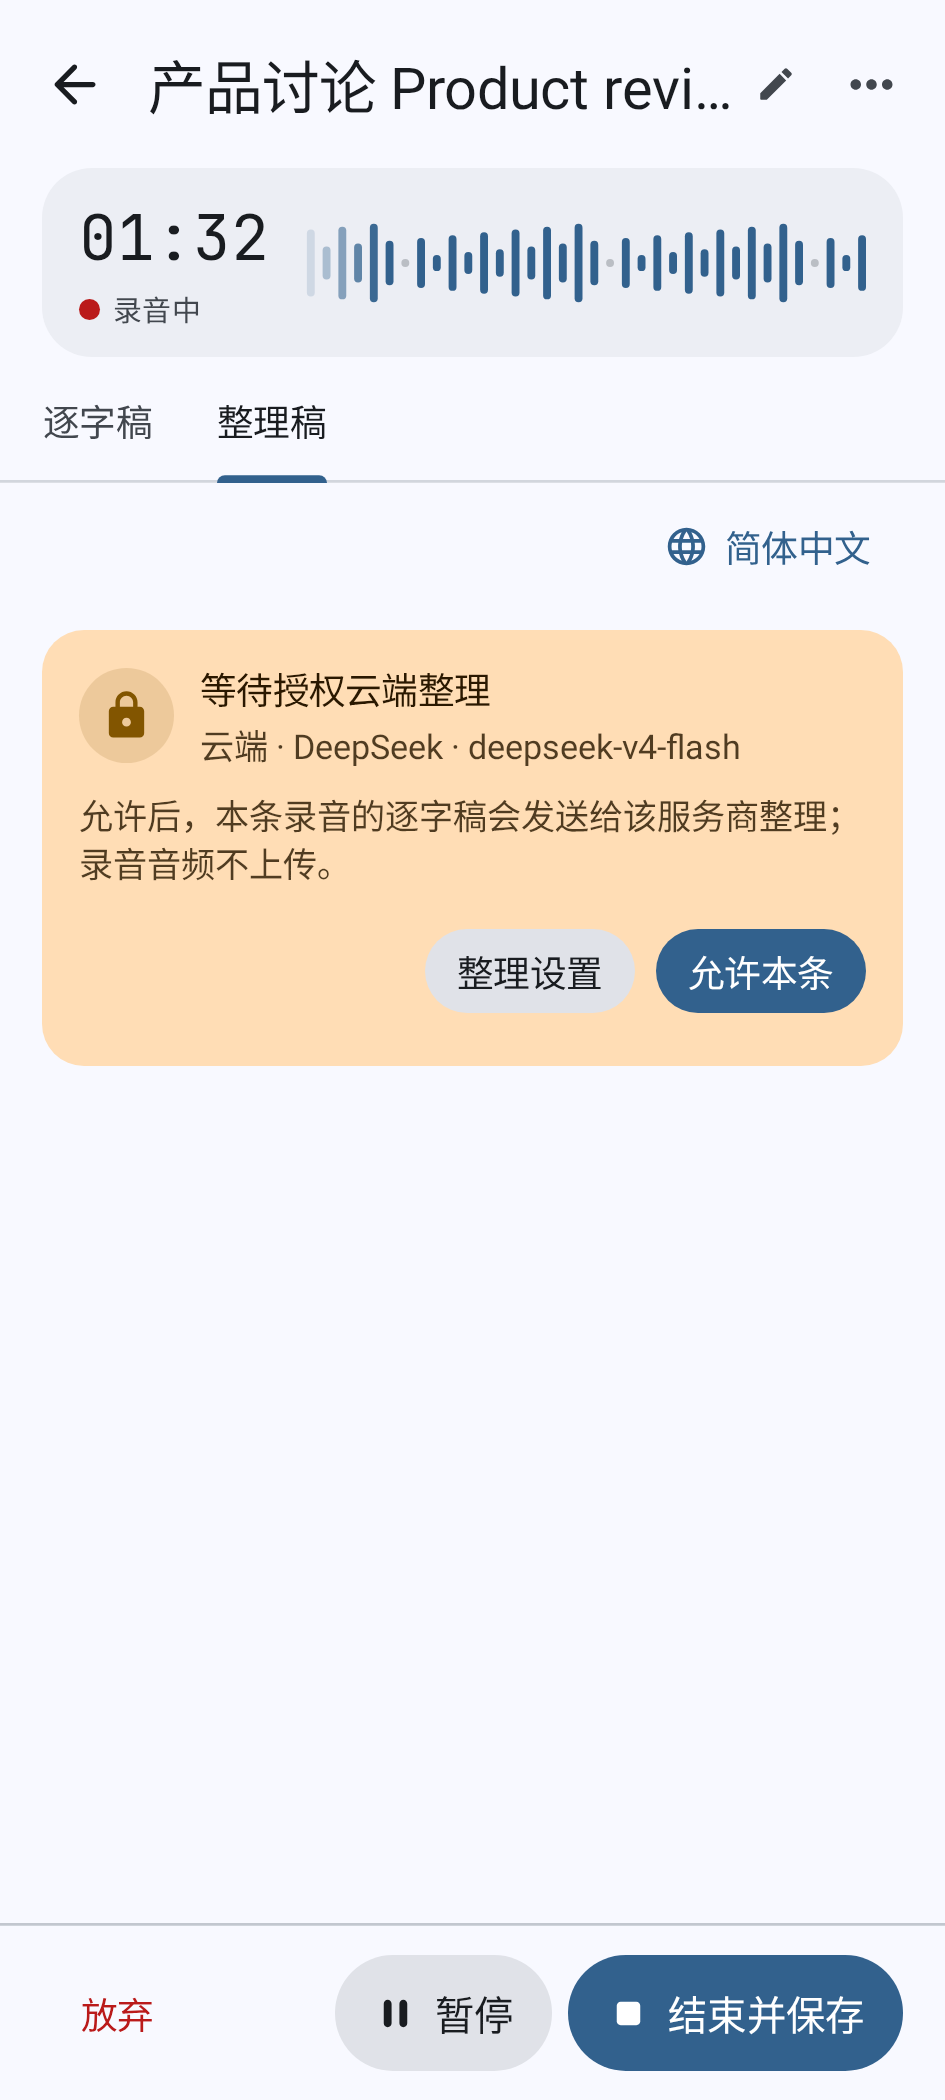 产品讨论 Product revi...
01:32
录音中
逐字稿
整理稿
简体中文
等待授权云端整理
云端 · DeepSeek · deepseek-v4-flash
允许后，本条录音的逐字稿会发送给该服务商整理；
录音音频不上传。
整理设置
允许本条
放弃
暂停
结束并保存